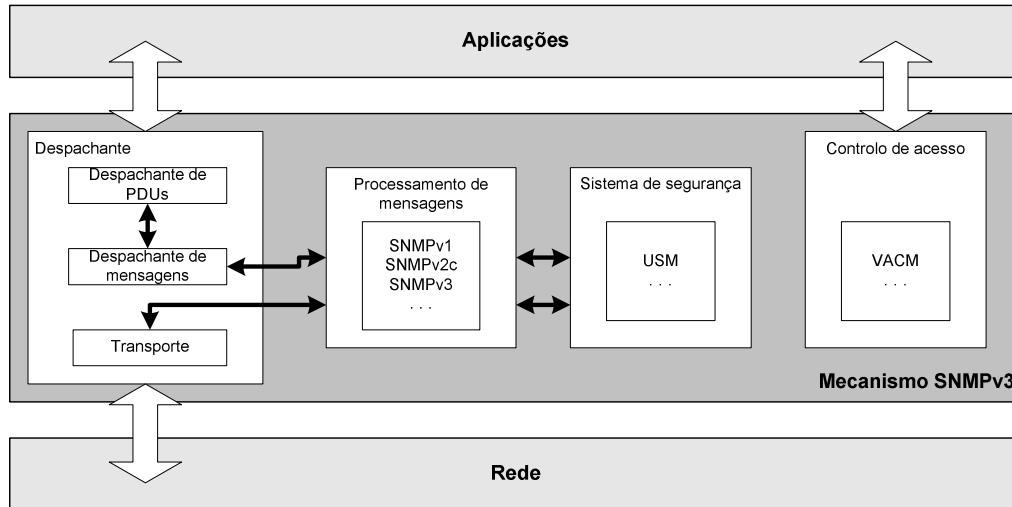 Aplicações
Despachante
Despachante de
PDUs
Despachante de
mensagens
Transporte
Processamento de
mensagens
SNMPv1
SNMPv2c
SNMPv3
. . .
Sistema de segurança
USM
. . .
Controlo de acesso
VACM
. . .
Mecanismo SNMPv3
Rede